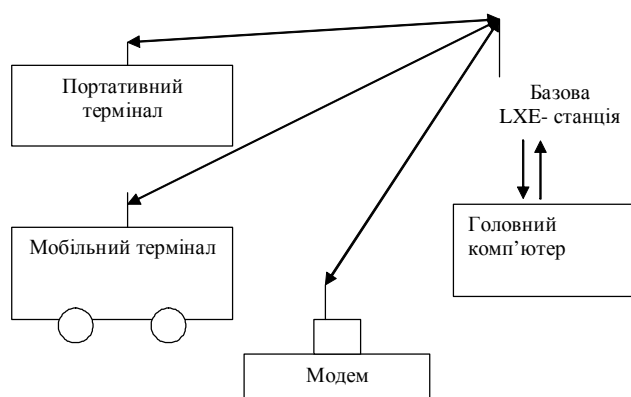 Портативний
термінал
Базова
LXE- станція
Мобільний термінал
Головний
комп’ютер
Модем